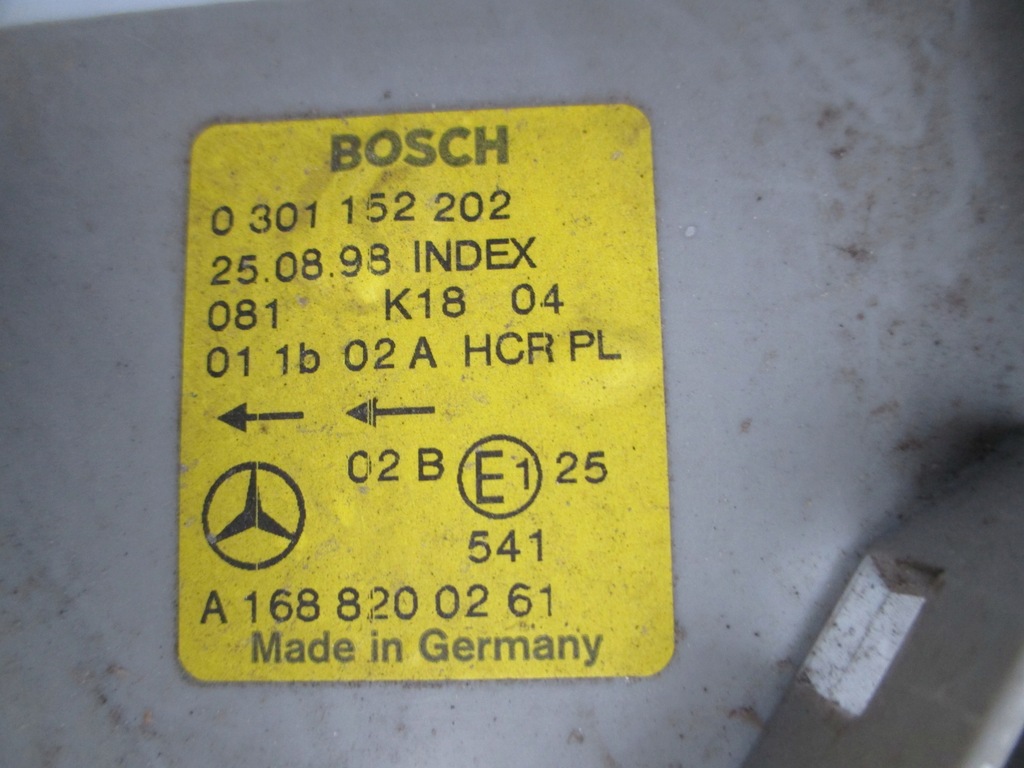 BOSCH
0 301 152 202
25.08.98 INDEX
081 K18 04
01 1b 02 A HCR PL
02 B E1 25
541
A 168 820 02 61
Made in Germany